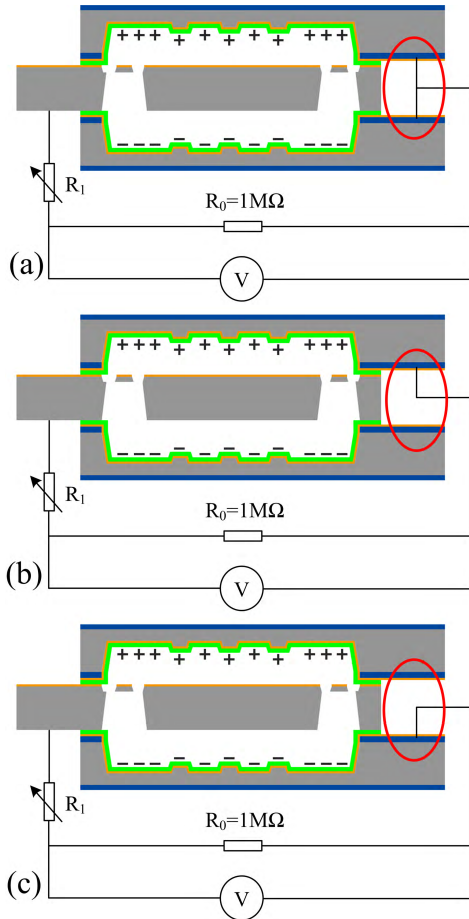 + + + + + + + + + +
− − − − − − − − − −
R₁
R₀=1MΩ
(a)
V
+ + + + + + + + + +
− − − − − − − − − −
R₁
R₀=1MΩ
(b)
V
+ + + + + + + + + +
− − − − − − − − − −
R₁
R₀=1MΩ
(c)
V